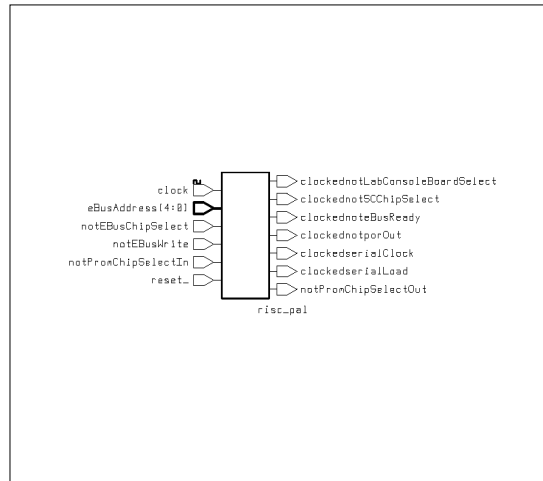 clock
eBusAddress[4:0]
notEBusChipSelect
notEBusWrite
notPromChipSelectIn
reset_
clockednotLabConsoleBoardSelect
clockednotSCChipSelect
clockednoteBusReady
clockednotporOut
clockedserialClock
clockedserialLoad
notPromChipSelectOut
risc_pal